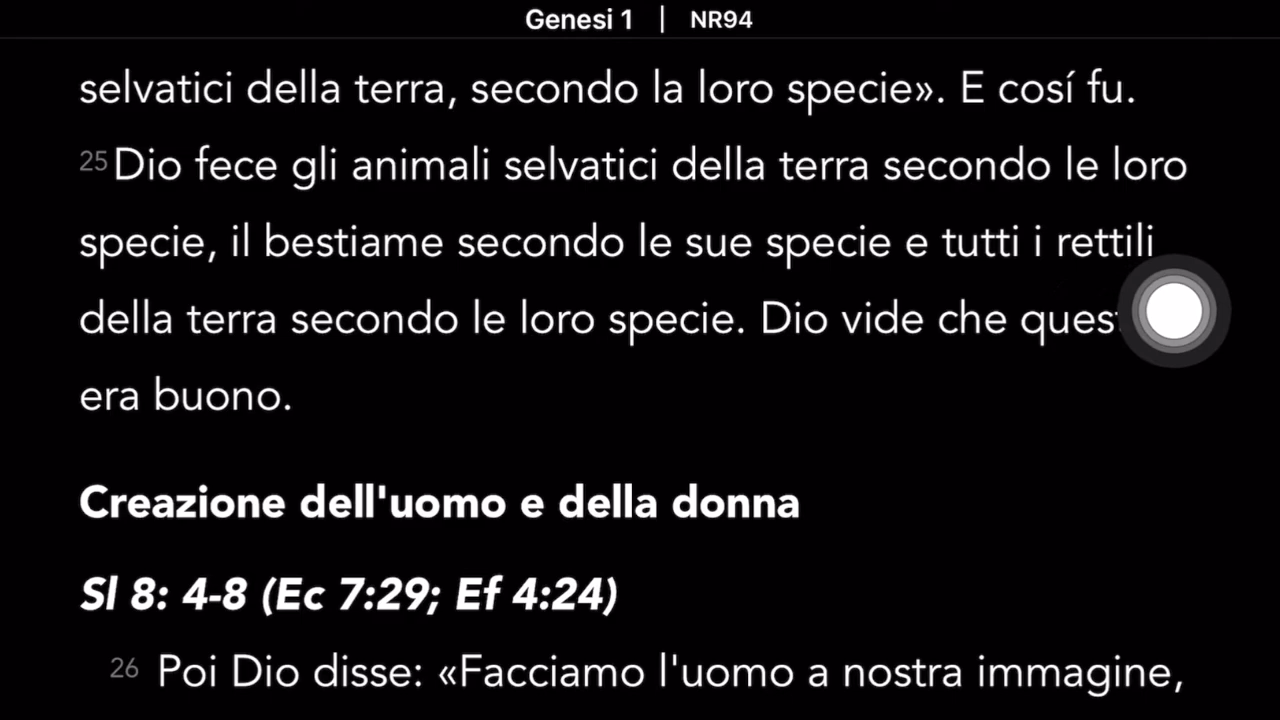 Genesi 1 | NR94
selvatici della terra, secondo la loro specie». E cosí fu.
25 Dio fece gli animali selvatici della terra secondo le loro
specie, il bestiame secondo le sue specie e tutti i rettili
della terra secondo le loro specie. Dio vide che
era buono.
Creazione dell'uomo e della donna
Sl 8: 4-8 (Ec 7:29; Ef 4:24)
26 Poi Dio disse: «Facciamo l'uomo a nostra immagine,